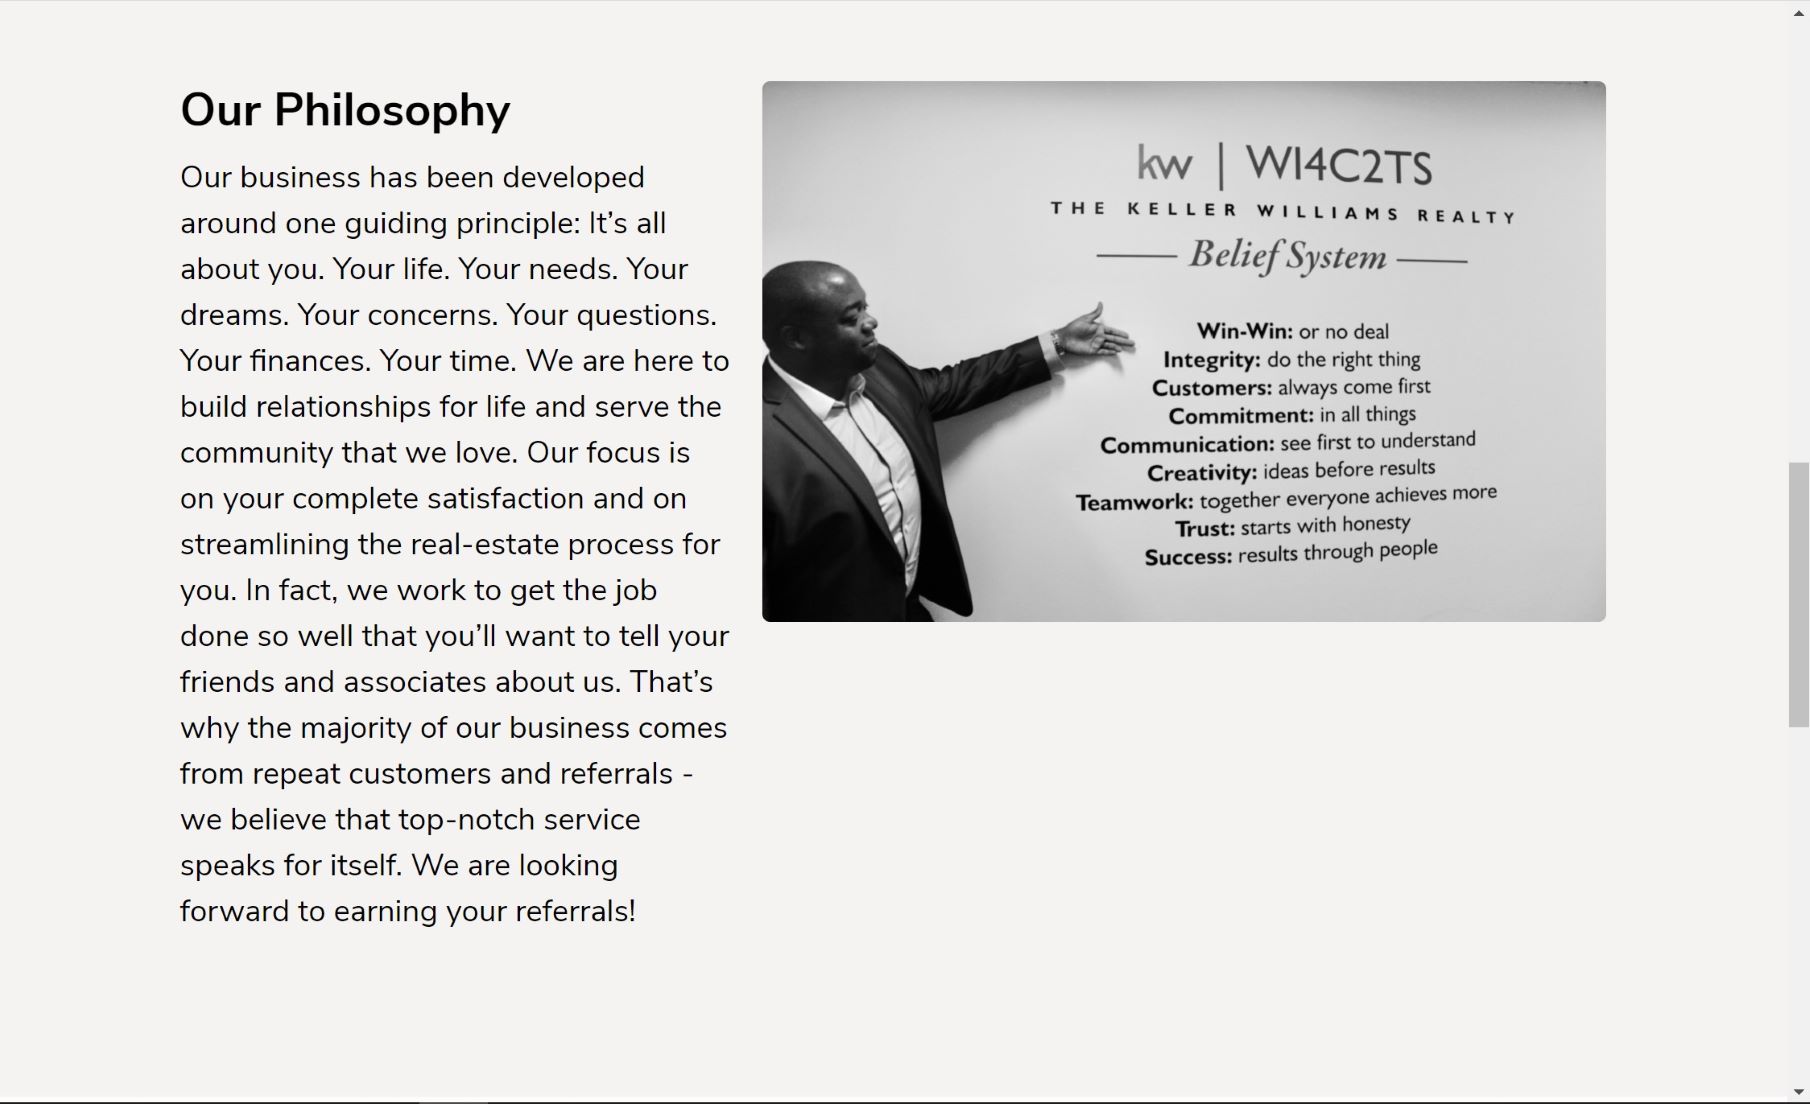 Our Philosophy
Our business has been developed
around one guiding principle: It’s all
about you. Your life. Your needs. Your
dreams. Your concerns. Your questions.
Your finances. Your time. We are here to
build relationships for life and serve the
community that we love. Our focus is
on your complete satisfaction and on
streamlining the real-estate process for
you. In fact, we work to get the job
done so well that you’ll want to tell your
friends and associates about us. That’s
why the majority of our business comes
from repeat customers and referrals -
we believe that top-notch service
speaks for itself. We are looking
forward to earning your referrals!
kw | WI4C2TS
THE KELLER WILLIAMS REALTY
Belief System
Win-Win: or no deal
Integrity: do the right thing
Customers: always come first
Commitment: in all things
Communication: see first to understand
Creativity: ideas before results
Teamwork: together everyone achieves more
Trust: starts with honesty
Success: results through people